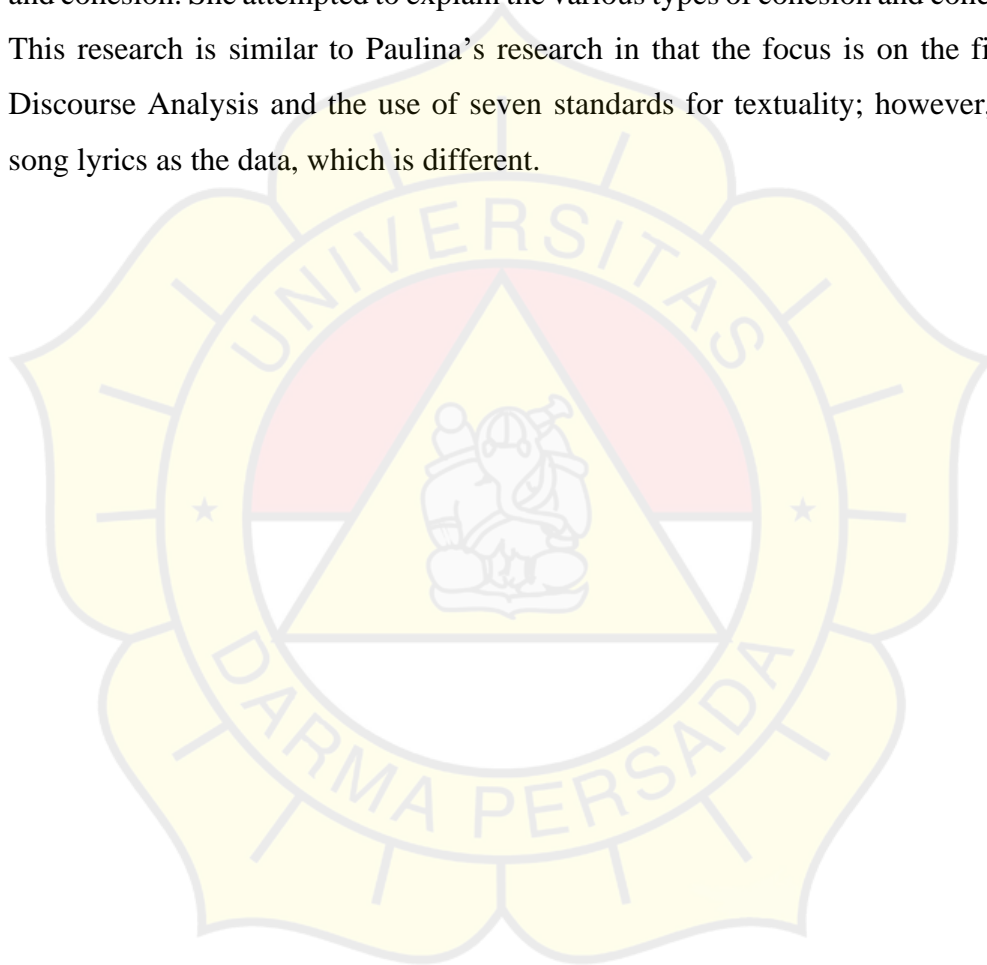 and cohesion. She attempted to explain the various types of cohesion and
This research is similar to Paulina’s research in that the focus is on the
Discourse Analysis and the use of seven standards for textuality; however,
song lyrics as the data, which is different.
UNIVERSITAS
DARMA PERSADA